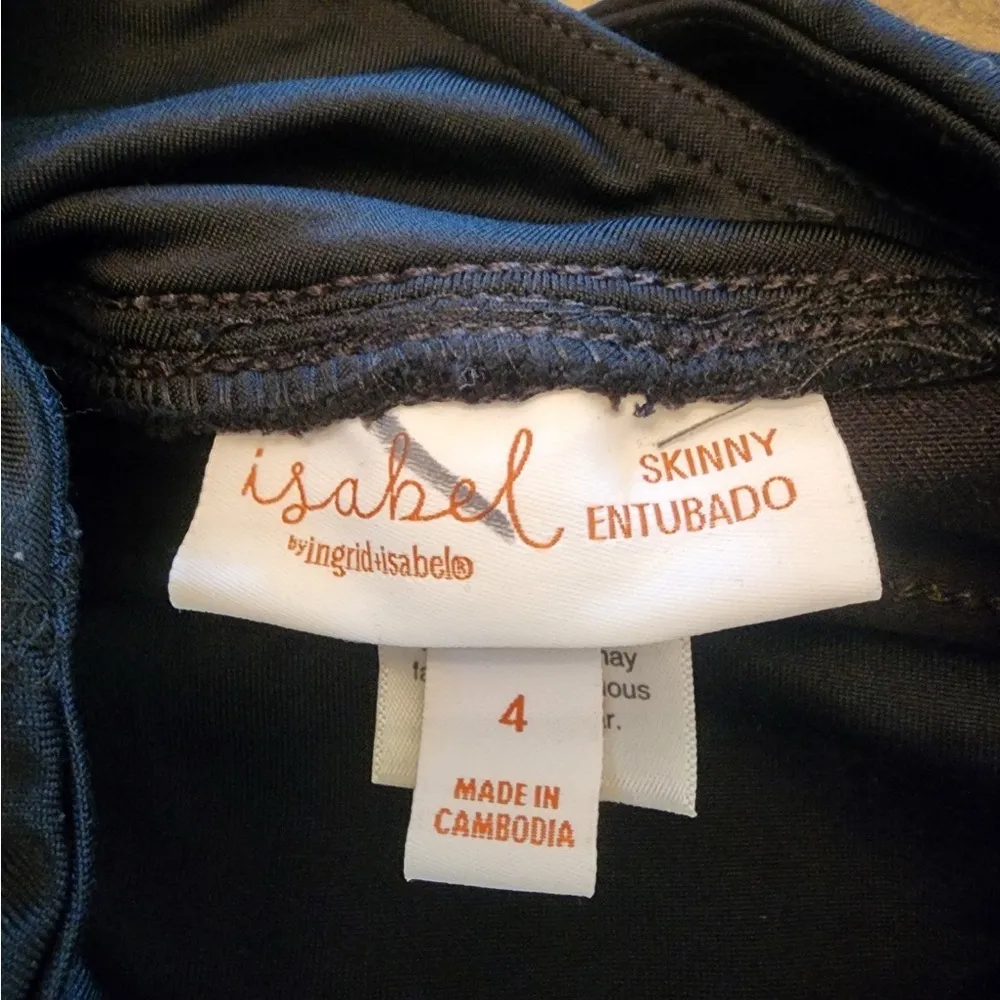 isabel
by ingrid+isabel®
SKINNY
ENTUBADO
4
MADE IN
CAMBODIA